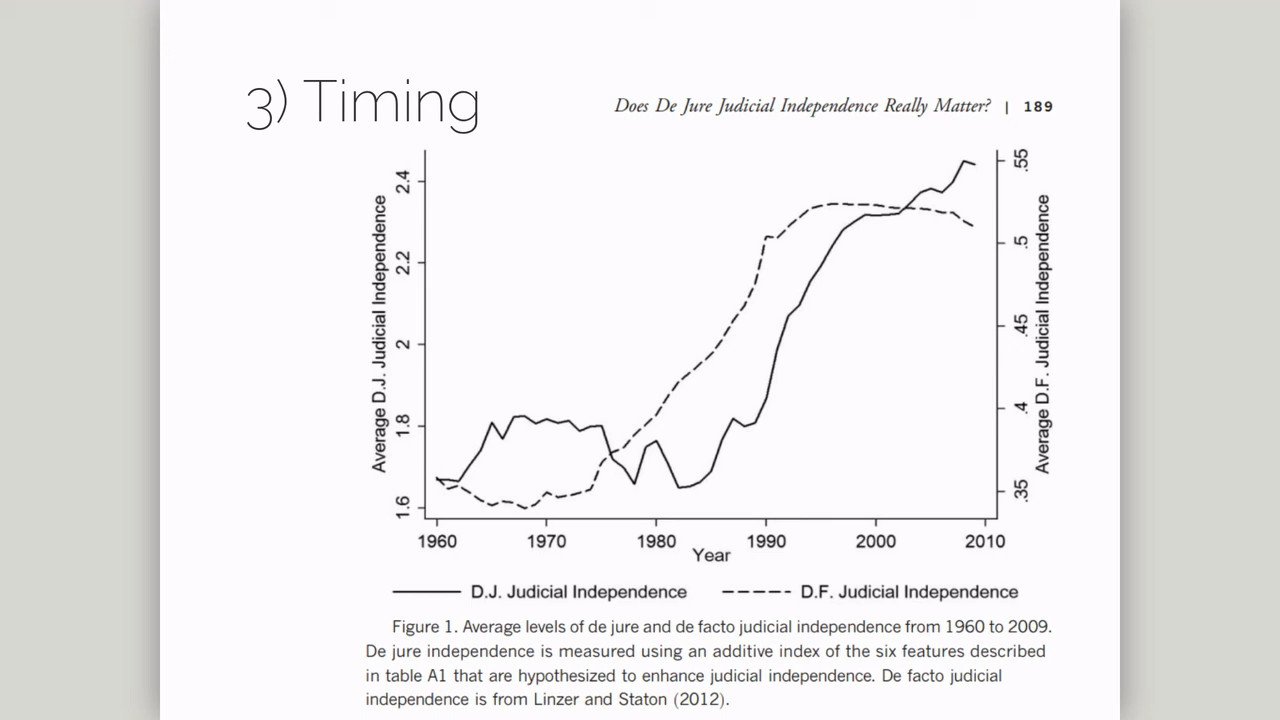 3) Timing
Does De Jure Judicial Independence Really Matter? | 189
Average D.J. Judicial Independence
2.4
2.2
2
1.8
1.6
.55
.5
.45
.4
.35
Average D.F. Judicial Independence
1960 1970 1980 1990 2000 2010
Year
D.J. Judicial Independence D.F. Judicial Independence
Figure 1. Average levels of de jure and de facto judicial independence from 1960 to 2009.
De jure independence is measured using an additive index of the six features described
in table A1 that are hypothesized to enhance judicial independence. De facto judicial
independence is from Linzer and Staton (2012).